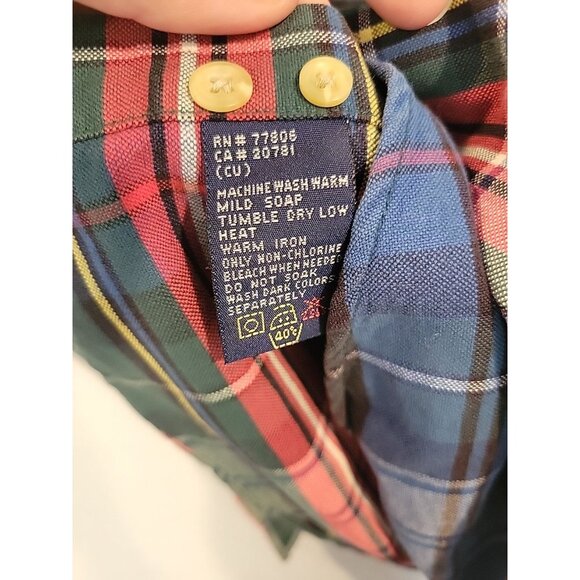 RN# 77806
CA# 20781
(CU)
MACHINE WASH WARM
MILD SOAP
TUMBLE DRY LOW
HEAT
WARM IRON
ONLY NON-CHLORINE
BLEACH WHEN NEEDED
DO NOT SOAK
WASH DARK COLORS
SEPARATELY
40°